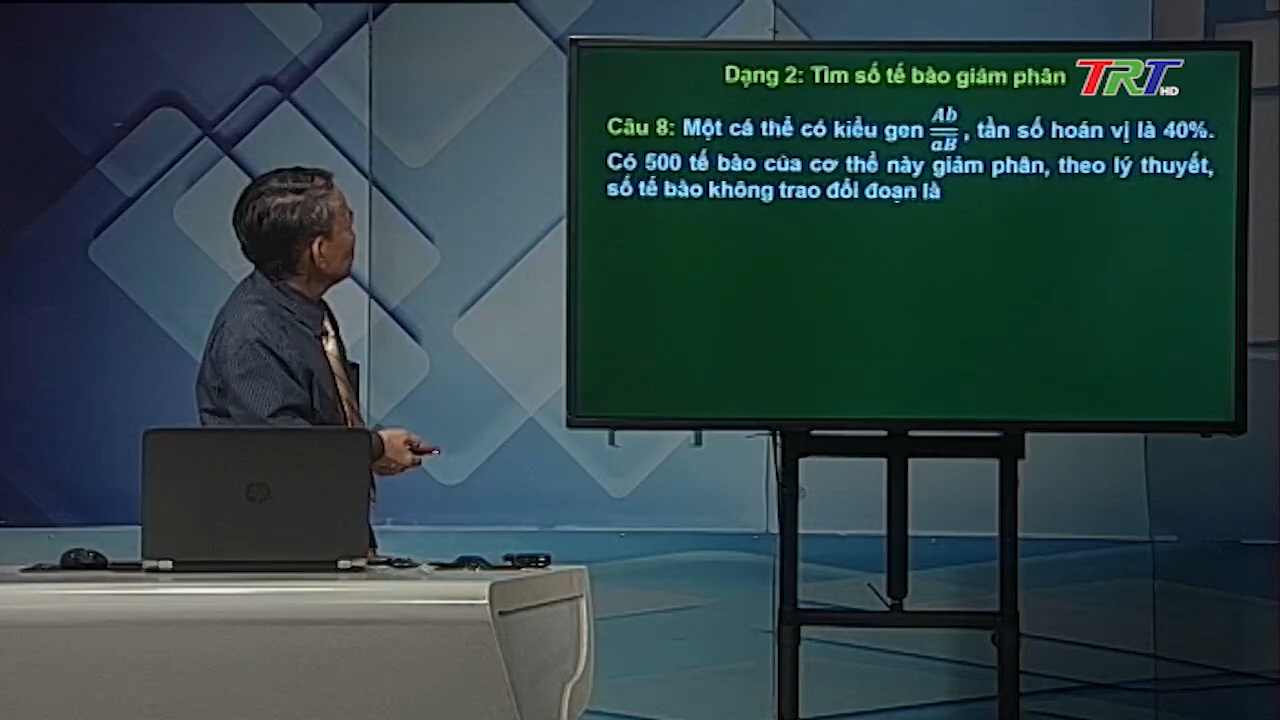 Dạng 2: Tìm số tế bào giảm phân
TRT HD
Câu 8: Một cá thể có kiểu gen Ab/aB, tần số hoán vị là 40%.
Có 500 tế bào của cơ thể này giảm phân, theo lý thuyết,
số tế bào không trao đổi đoạn là
hp